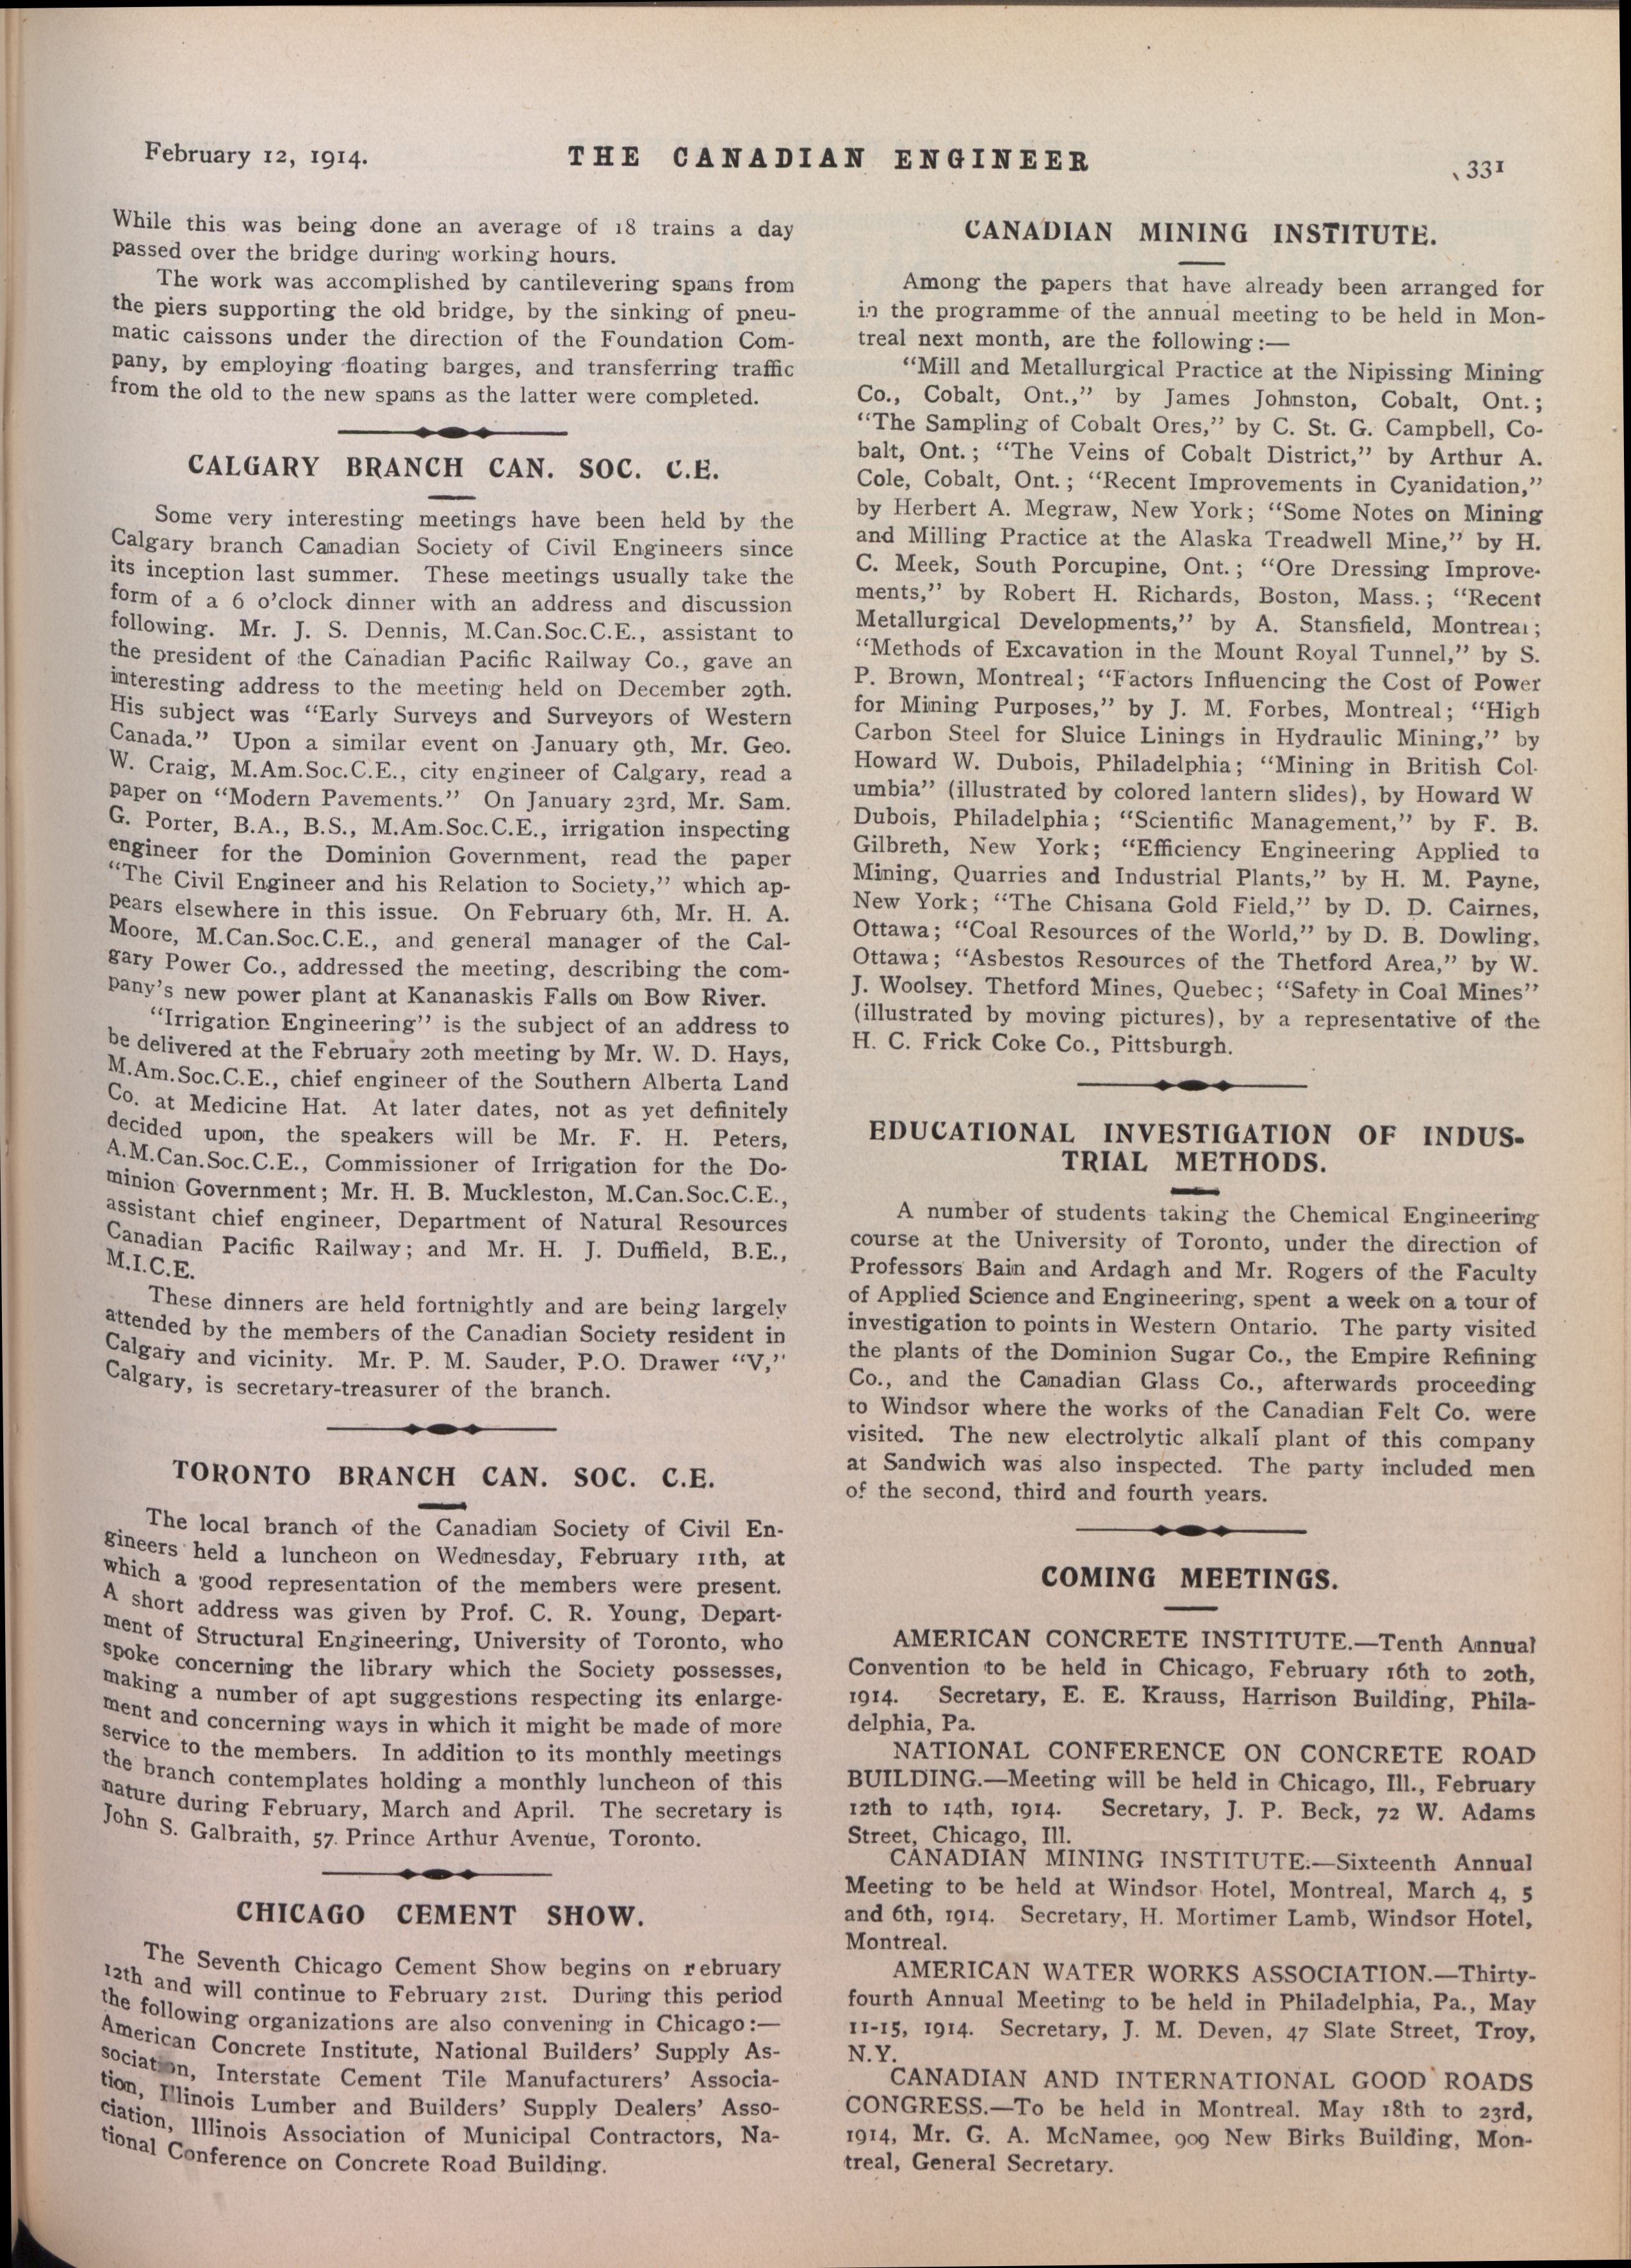 February 12, 1914.
THE CANADIAN ENGINEER
331
While this was being done an average of 18 trains a day
passed over the bridge during working hours.
The work was accomplished by cantilevering spans from
the piers supporting the old bridge, by the sinking of pneu-
matic caissons under the direction of the Foundation Com-
pany, by employing floating barges, and transferring traffic
from the old to the new spans as the latter were completed.
CALGARY BRANCH CAN. SOC. C.E.
Some very interesting meetings have been held by the
Calgary branch Canadian Society of Civil Engineers since
its inception last summer. These meetings usually take the
form of a 6 o'clock dinner with an address and discussion
following. Mr. J. S. Dennis, M.Can.Soc.C.E., assistant to
the president of the Canadian Pacific Railway Co., gave an
interesting address to the meeting held on December 29th.
His subject was "Early Surveys and Surveyors of Western
Canada." Upon a similar event on January 9th, Mr. Geo.
W. Craig, M.Am.Soc.C.E., city engineer of Calgary, read a
paper on "Modern Pavements." On January 23rd, Mr. Sam.
G. Porter, B.A., B.S., M.Am.Soc.C.E., irrigation inspecting
engineer for the Dominion Government, read the paper
"The Civil Engineer and his Relation to Society," which ap-
pears elsewhere in this issue. On February 6th, Mr. H. A.
Moore, M.Can.Soc.C.E., and general manager of the Cal-
gary Power Co., addressed the meeting, describing the com-
pany's new power plant at Kananaskis Falls on Bow River.
"Irrigation Engineering" is the subject of an address to
be delivered at the February 20th meeting by Mr. W. D. Hays,
M.Am.Soc.C.E., chief engineer of the Southern Alberta Land
Co. at Medicine Hat. At later dates, not as yet definitely
decided upon, the speakers will be Mr. F. H. Peters,
A.M.Can.Soc.C.E., Commissioner of Irrigation for the Do-
minion Government; Mr. H. B. Muckleston, M.Can.Soc.C.E.,
assistant chief engineer, Department of Natural Resources
Canadian Pacific Railway; and Mr. H. J. Duffield, B.E.,
M.I.C.E.
These dinners are held fortnightly and are being largely
attended by the members of the Canadian Society resident in
Calgary and vicinity. Mr. P. M. Sauder, P.O. Drawer "V,"
Calgary, is secretary-treasurer of the branch.
TORONTO BRANCH CAN. SOC. C.E.
The local branch of the Canadian Society of Civil En-
gineers held a luncheon on Wednesday, February 11th, at
which a good representation of the members were present.
A short address was given by Prof. C. R. Young, Depart-
ment of Structural Engineering, University of Toronto, who
spoke concerning the library which the Society possesses,
making a number of apt suggestions respecting its enlarge-
ment and concerning ways in which it might be made of more
service to the members. In addition to its monthly meetings
the branch contemplates holding a monthly luncheon of this
nature during February, March and April. The secretary is
John S. Galbraith, 57 Prince Arthur Avenue, Toronto.
CHICAGO CEMENT SHOW.
The Seventh Chicago Cement Show begins on February
12th and will continue to February 21st. During this period
the following organizations are also convening in Chicago:—
American Concrete Institute, National Builders' Supply As-
sociation, Interstate Cement Tile Manufacturers' Associa-
tion, Illinois Lumber and Builders' Supply Dealers' Asso-
ciation, Illinois Association of Municipal Contractors, Na-
tional Conference on Concrete Road Building.
CANADIAN MINING INSTITUTE.
Among the papers that have already been arranged for
in the programme of the annual meeting to be held in Mon-
treal next month, are the following:—
"Mill and Metallurgical Practice at the Nipissing Mining
Co., Cobalt, Ont.," by James Johnston, Cobalt, Ont.;
"The Sampling of Cobalt Ores," by C. St. G. Campbell, Co-
balt, Ont.; "The Veins of Cobalt District," by Arthur A.
Cole, Cobalt, Ont.; "Recent Improvements in Cyanidation,"
by Herbert A. Megraw, New York; "Some Notes on Mining
and Milling Practice at the Alaska Treadwell Mine," by H.
C. Meek, South Porcupine, Ont.; "Ore Dressing Improve-
ments," by Robert H. Richards, Boston, Mass.; "Recent
Metallurgical Developments," by A. Stansfield, Montreal;
"Methods of Excavation in the Mount Royal Tunnel," by S.
P. Brown, Montreal; "Factors Influencing the Cost of Power
for Mining Purposes," by J. M. Forbes, Montreal; "High
Carbon Steel for Sluice Linings in Hydraulic Mining," by
Howard W. Dubois, Philadelphia; "Mining in British Col-
umbia" (illustrated by colored lantern slides), by Howard W
Dubois, Philadelphia; "Scientific Management," by F. B.
Gilbreth, New York; "Efficiency Engineering Applied to
Mining, Quarries and Industrial Plants," by H. M. Payne,
New York; "The Chisana Gold Field," by D. D. Cairnes,
Ottawa; "Coal Resources of the World," by D. B. Dowling,
Ottawa; "Asbestos Resources of the Thetford Area," by W.
J. Woolsey. Thetford Mines, Quebec; "Safety in Coal Mines"
(illustrated by moving pictures), by a representative of the
H. C. Frick Coke Co., Pittsburgh.
EDUCATIONAL INVESTIGATION OF INDUS-
TRIAL METHODS.
A number of students taking the Chemical Engineering
course at the University of Toronto, under the direction of
Professors Bain and Ardagh and Mr. Rogers of the Faculty
of Applied Science and Engineering, spent a week on a tour of
investigation to points in Western Ontario. The party visited
the plants of the Dominion Sugar Co., the Empire Refining
Co., and the Canadian Glass Co., afterwards proceeding
to Windsor where the works of the Canadian Felt Co. were
visited. The new electrolytic alkali plant of this company
at Sandwich was also inspected. The party included men
of the second, third and fourth years.
COMING MEETINGS.
AMERICAN CONCRETE INSTITUTE.—Tenth Annual
Convention to be held in Chicago, February 16th to 20th,
1914. Secretary, E. E. Krauss, Harrison Building, Phila-
delphia, Pa.
NATIONAL CONFERENCE ON CONCRETE ROAD
BUILDING.—Meeting will be held in Chicago, Ill., February
12th to 14th, 1914. Secretary, J. P. Beck, 72 W. Adams
Street, Chicago, Ill.
CANADIAN MINING INSTITUTE.—Sixteenth Annual
Meeting to be held at Windsor Hotel, Montreal, March 4, 5
and 6th, 1914. Secretary, H. Mortimer Lamb, Windsor Hotel,
Montreal.
AMERICAN WATER WORKS ASSOCIATION.—Thirty-
fourth Annual Meeting to be held in Philadelphia, Pa., May
11-15, 1914. Secretary, J. M. Deven, 47 Slate Street, Troy,
N.Y.
CANADIAN AND INTERNATIONAL GOOD ROADS
CONGRESS.—To be held in Montreal. May 18th to 23rd,
1914, Mr. G. A. McNamee, 909 New Birks Building, Mon-
treal, General Secretary.